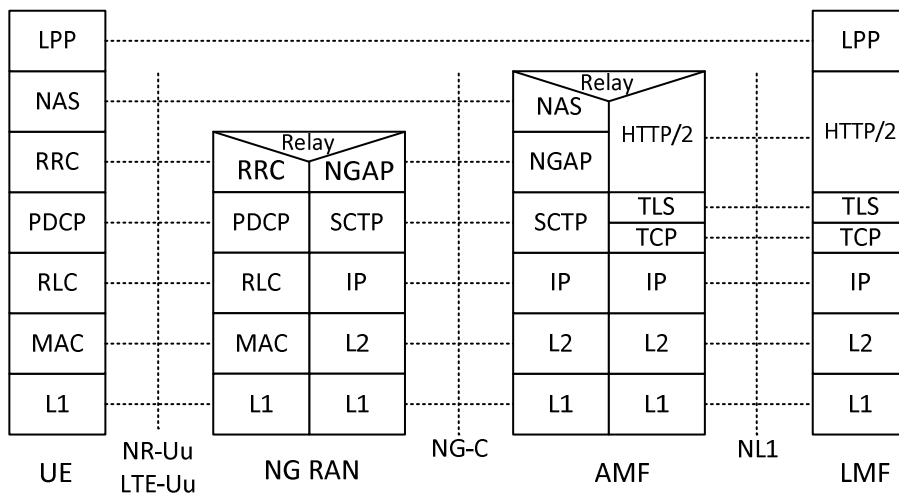 LPP LPP
Relay
NAS NAS HTTP/2 HTTP/2
Relay
RRC RRC NGAP NGAP
TLS TLS
PDCP PDCP SCTP SCTP
TCP TCP
RLC RLC IP IP IP IP
MAC MAC L2 L2 L2 L2
L1 L1 L1 L1 L1 L1
NR-Uu NG-C NL1
LTE-Uu
UE NG RAN AMF LMF